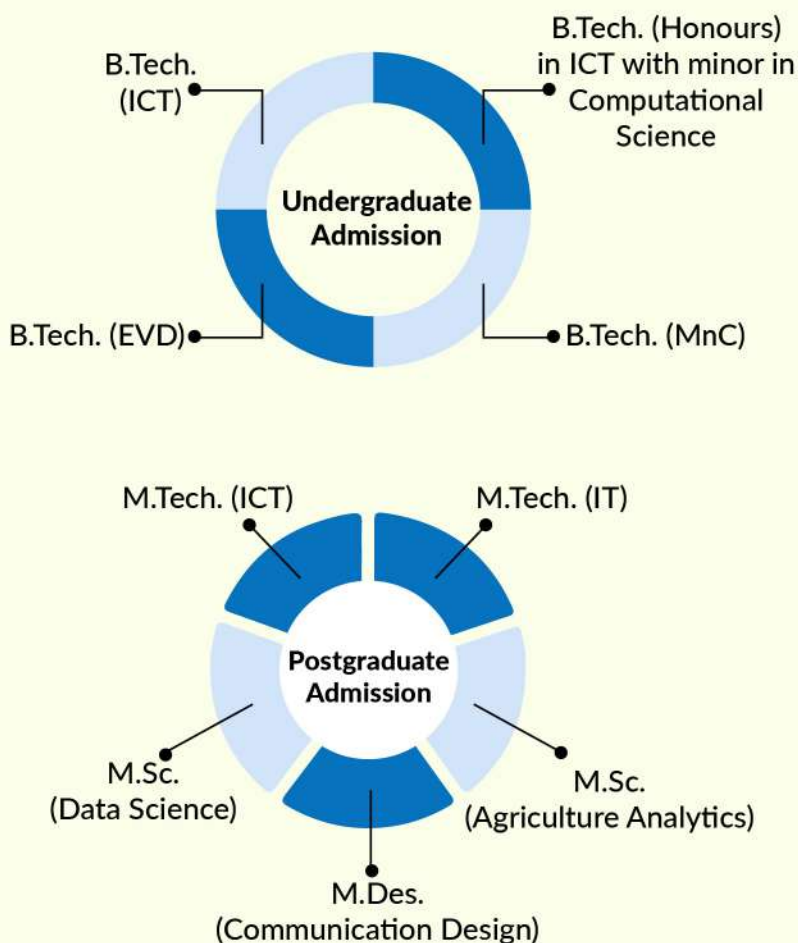 B.Tech.
(ICT)
B.Tech. (Honours)
in ICT with minor in
Computational
Science
Undergraduate
Admission
B.Tech. (EVD)
B.Tech. (MnC)
M.Tech. (ICT)
M.Tech. (IT)
Postgraduate
Admission
M.Sc.
(Data Science)
M.Sc.
(Agriculture Analytics)
M.Des.
(Communication Design)